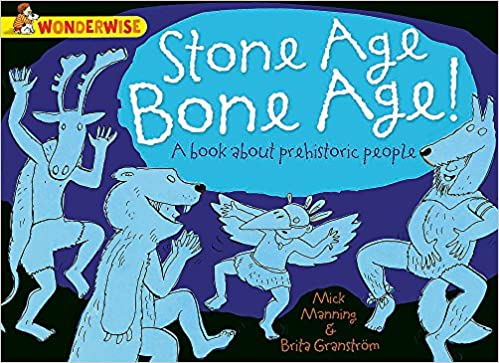 WONDERWISE
Stone Age
Bone Age!
A book about prehistoric people
Mick
Manning
&
Brita Granström